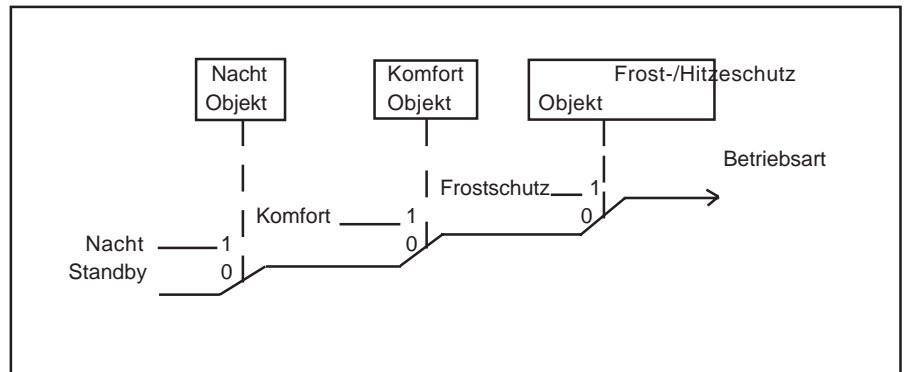 Nacht
Objekt
Komfort
Objekt
Frost-/Hitzeschutz
Objekt
Betriebsart
Frostschutz 1
0
Komfort 1
0
Nacht 1
Standby 0